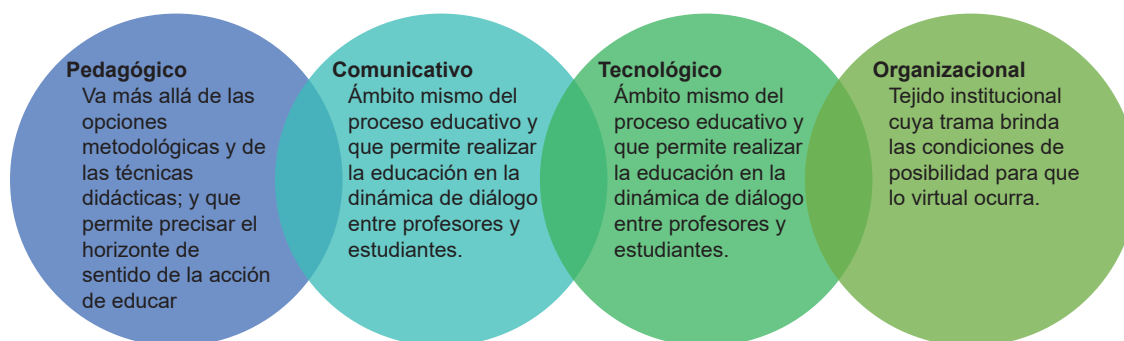 Pedagógico
Va más allá de las
opciones
metodológicas y de
las técnicas
didácticas; y que
permite precisar el
horizonte de
sentido de la acción
de educar
Comunicativo
Ámbito mismo del
proceso educativo y
que permite realizar
la educación en la
dinámica de diálogo
entre profesores y
estudiantes.
Tecnológico
Ámbito mismo del
proceso educativo y
que permite realizar
la educación en la
dinámica de diálogo
entre profesores y
estudiantes.
Organizacional
Tejido institucional
cuya trama brinda
las condiciones de
posibilidad para que
lo virtual ocurra.